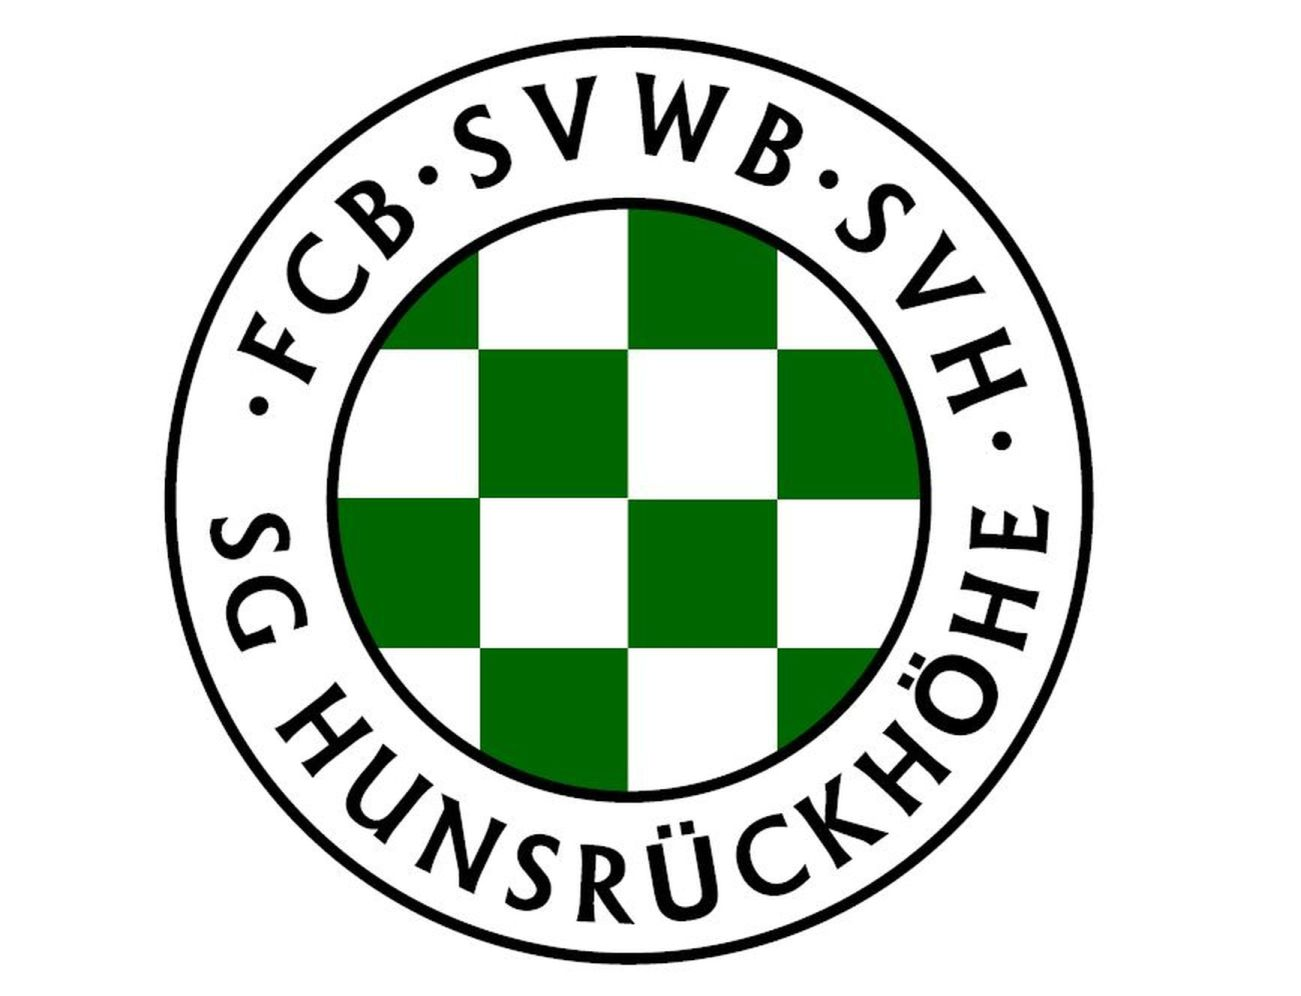 · FCB · SVWB · SVH ·
SG HUNSRÜCKHÖHE